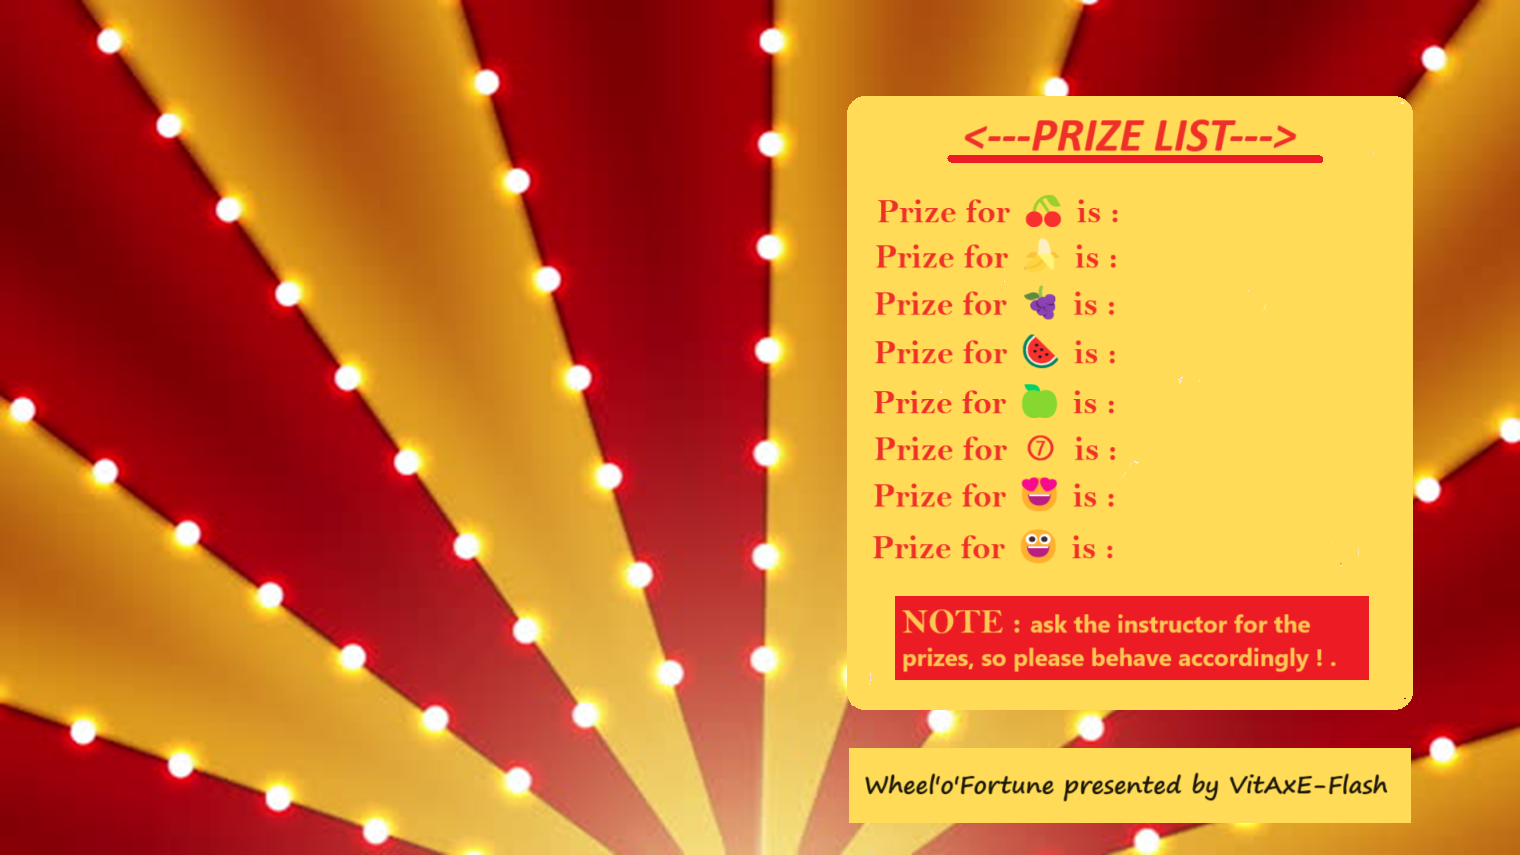 <---PRIZE LIST--->
Prize for 🍒 is :
Prize for 🍌 is :
Prize for 🍇 is :
Prize for 🍉 is :
Prize for 🍏 is :
Prize for ⑦ is :
Prize for 😍 is :
Prize for 😀 is :
NOTE : ask the instructor for the
prizes, so please behave accordingly ! .
Wheel'o'Fortune presented by VitAxE-Flash